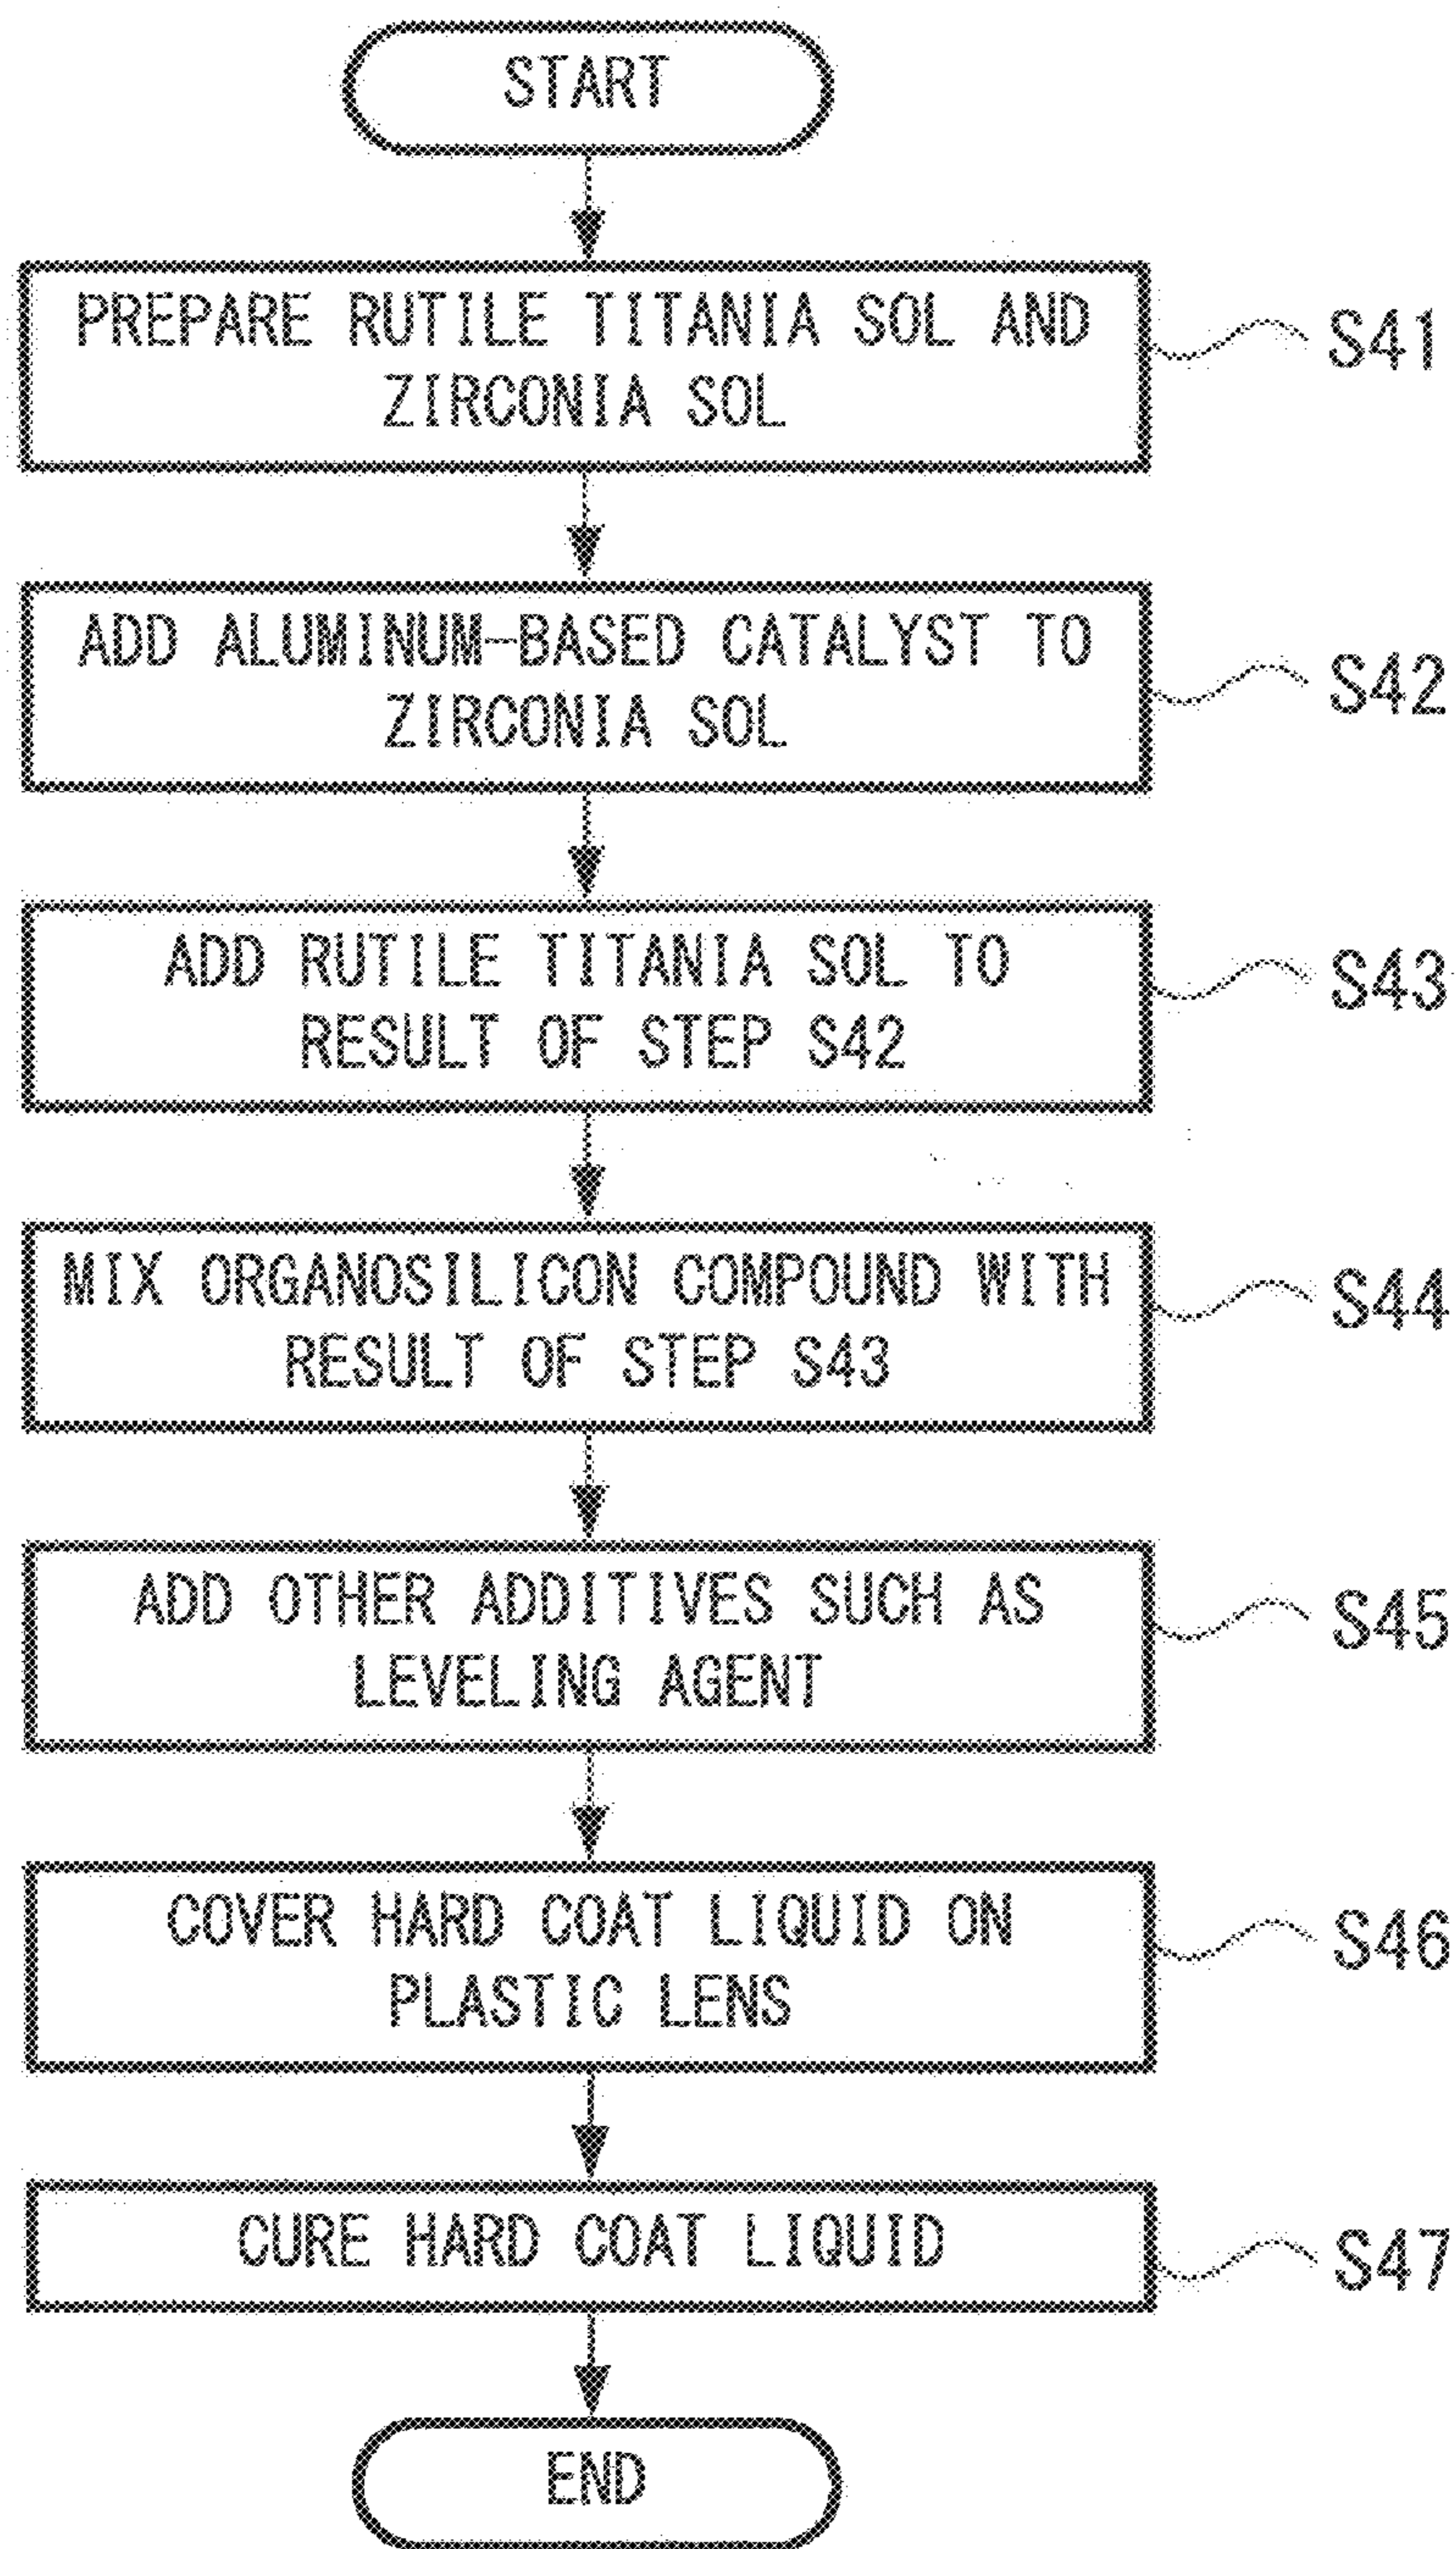 START
PREPARE RUTILE TITANIA SOL AND
ZIRCONIA SOL
S41
ADD ALUMINUM-BASED CATALYST TO
ZIRCONIA SOL
S42
ADD RUTILE TITANIA SOL TO
RESULT OF STEP S42
S43
MIX ORGANOSILICON COMPOUND WITH
RESULT OF STEP S43
S44
ADD OTHER ADDITIVES SUCH AS
LEVELING AGENT
S45
COVER HARD COAT LIQUID ON
PLASTIC LENS
S46
CURE HARD COAT LIQUID
S47
END